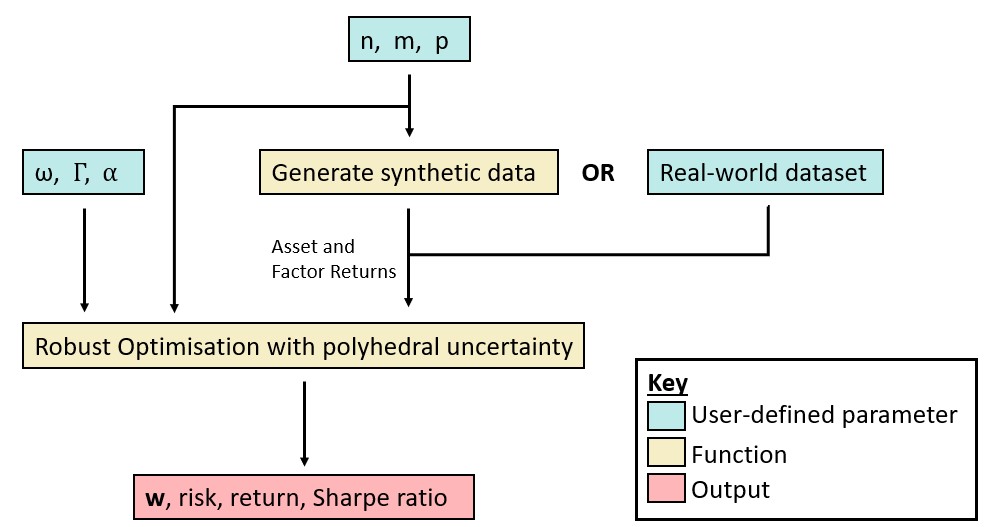 n, m, p
ω, Γ, α
Generate synthetic data
OR
Real-world dataset
Asset and
Factor Returns
Robust Optimisation with polyhedral uncertainty
w, risk, return, Sharpe ratio
Key
User-defined parameter
Function
Output